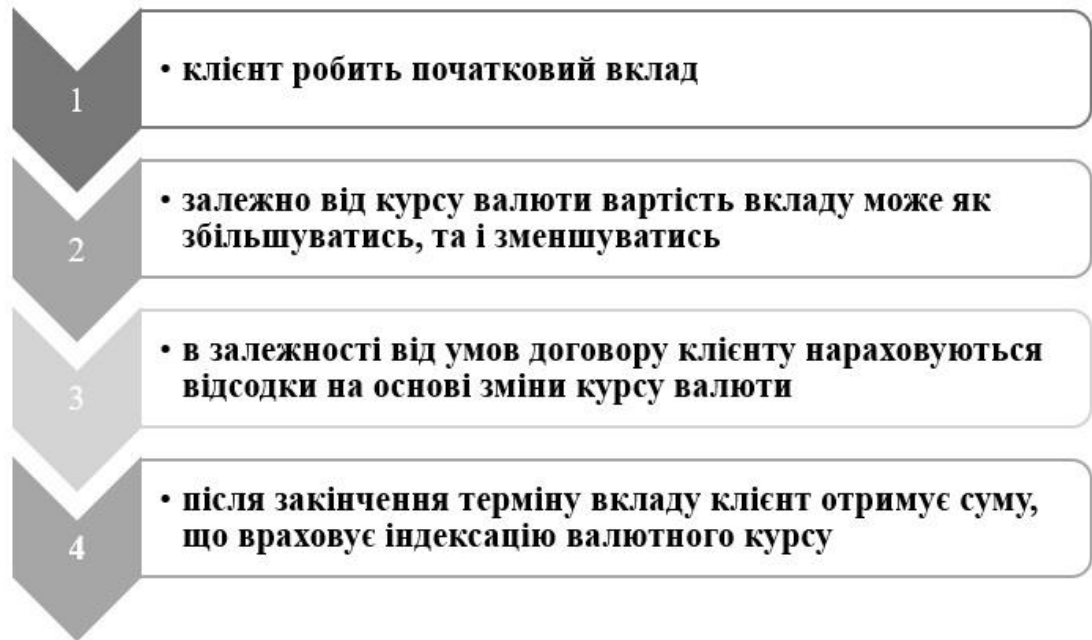 1
• клієнт робить початковий вклад
2
• залежно від курсу валюти вартість вкладу може як
збільшуватись, та і зменшуватись
3
• в залежності від умов договору клієнту нараховуються
відсодки на основі зміни курсу валюти
4
• після закінчення терміну вкладу клієнт отримує суму,
що враховує індексацію валютного курсу